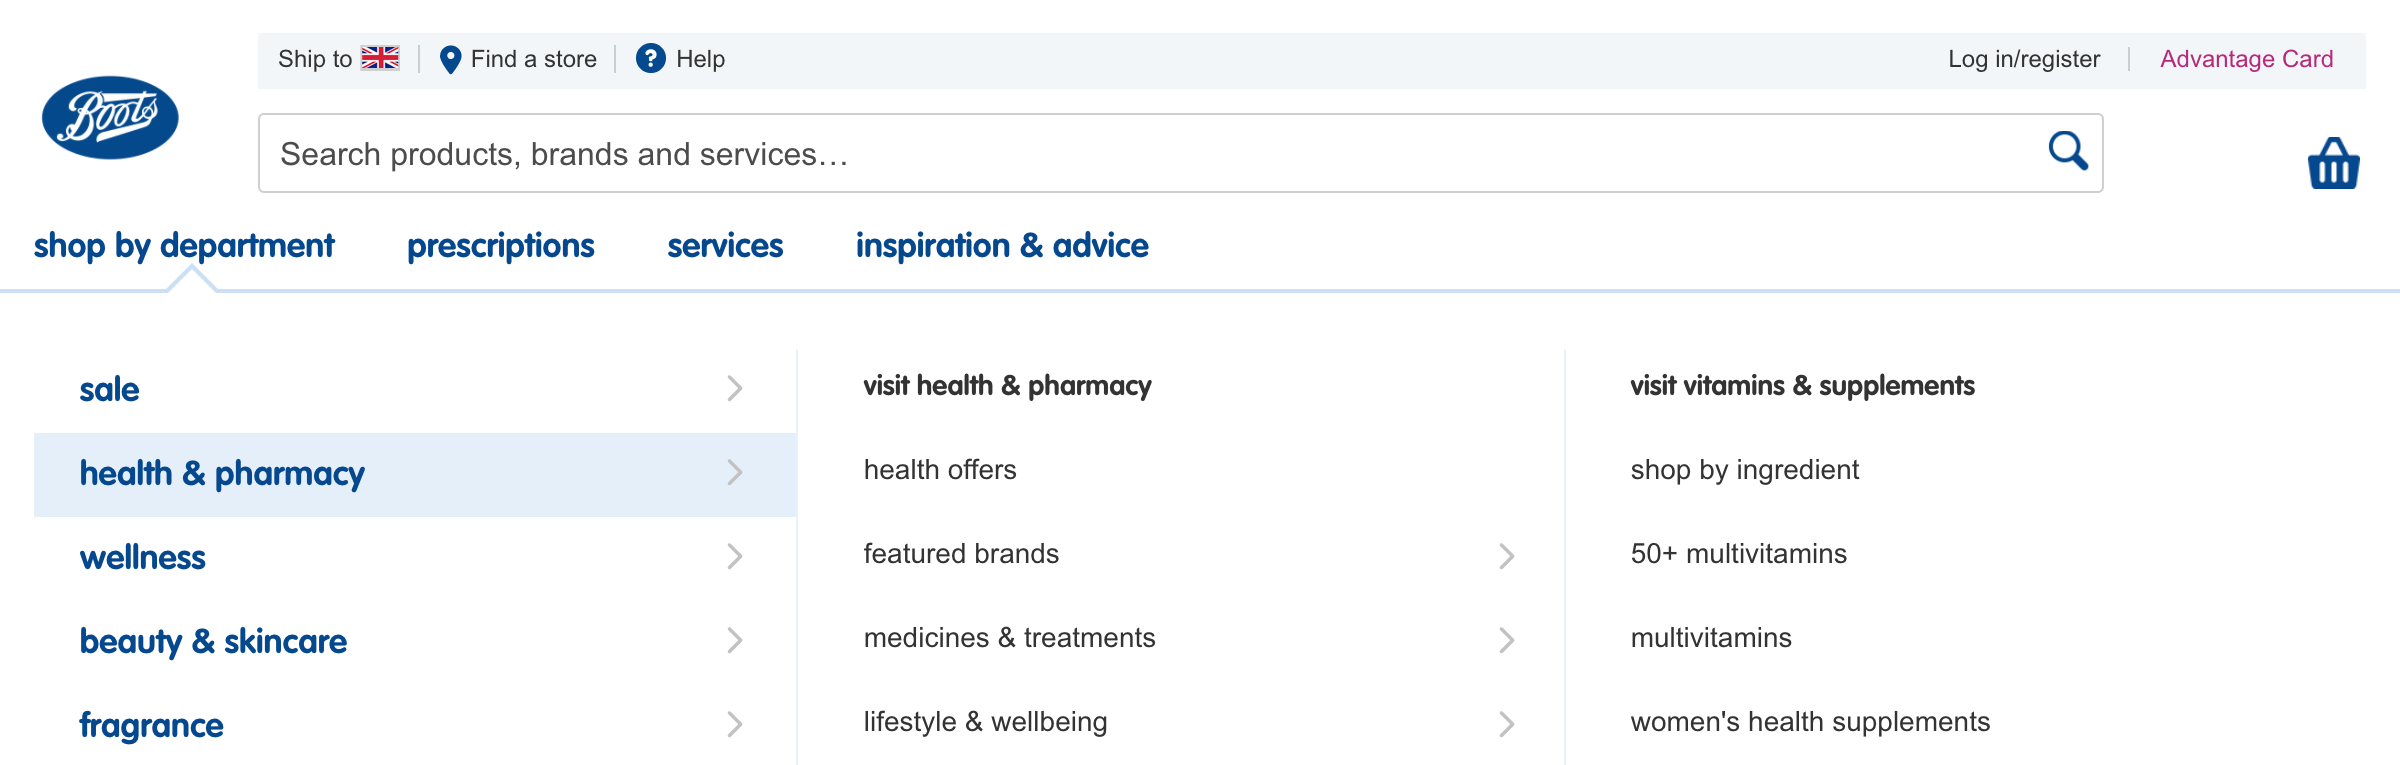 Ship to
Find a store
? Help
Log in/register
Advantage Card
Boots
Search products, brands and services...
shop by department
prescriptions
services
inspiration & advice
sale
health & pharmacy
wellness
beauty & skincare
fragrance
visit health & pharmacy
health offers
featured brands
medicines & treatments
lifestyle & wellbeing
visit vitamins & supplements
shop by ingredient
50+ multivitamins
multivitamins
women's health supplements